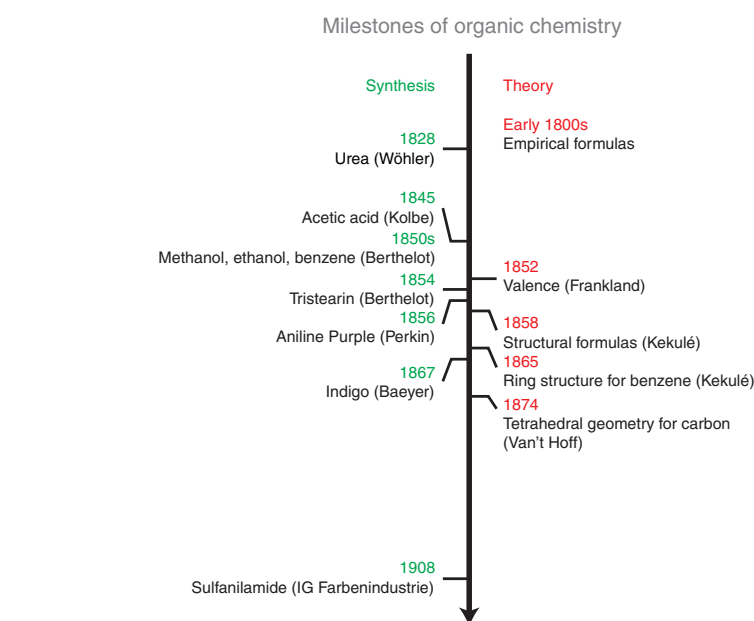 Milestones of organic chemistry
Synthesis
Theory
Early 1800s
Empirical formulas
1828
Urea (Wöhler)
1845
Acetic acid (Kolbe)
1850s
Methanol, ethanol, benzene (Berthelot)
1852
Valence (Frankland)
1854
Tristearin (Berthelot)
1856
Aniline Purple (Perkin)
1858
Structural formulas (Kekulé)
1865
Ring structure for benzene (Kekulé)
1867
Indigo (Baeyer)
1874
Tetrahedral geometry for carbon
(Van't Hoff)
1908
Sulfanilamide (IG Farbenindustrie)